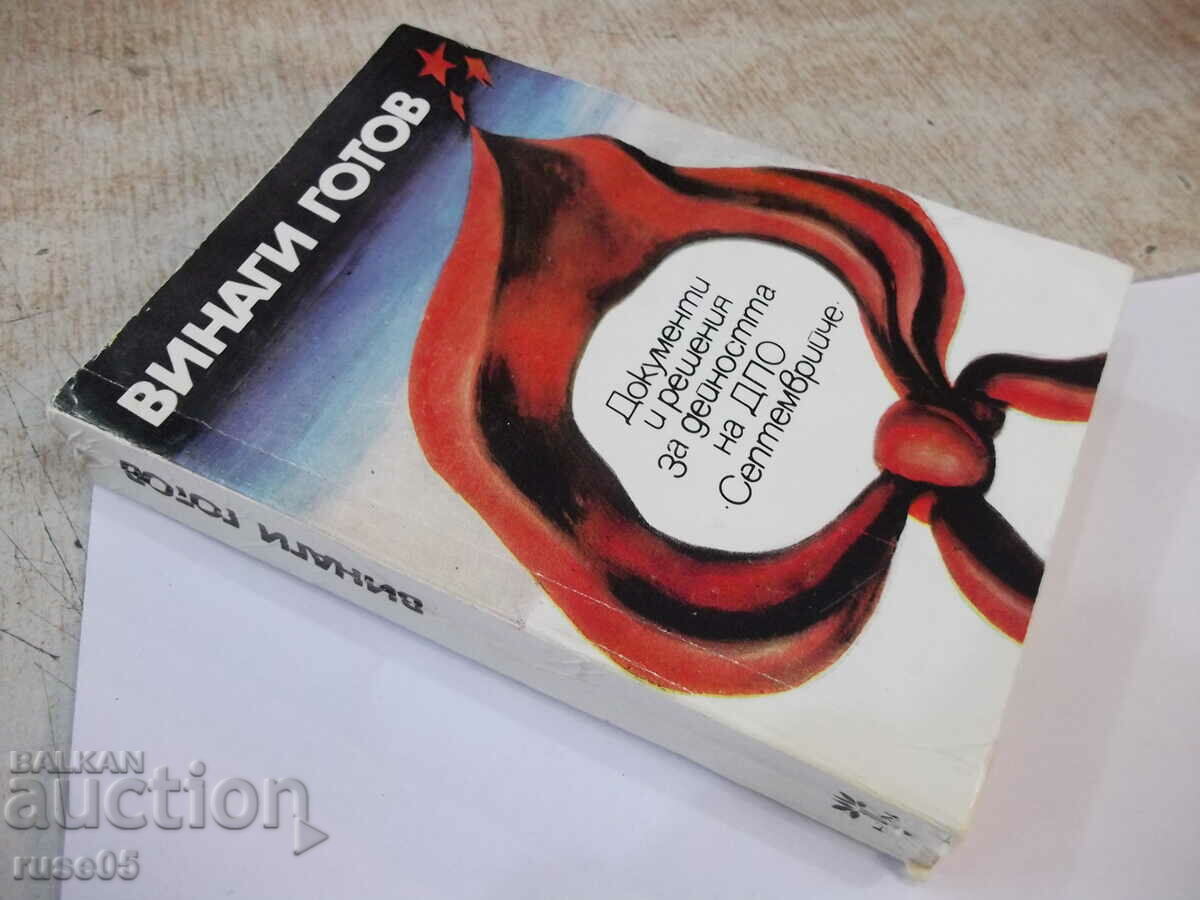 ВИНАГИ ГОТОВ
Документи
и решения
за дейността
на ДПО
„Септемврийче“
ВИНАГИ ГОТОВ
BALKAN
auction
ruse05